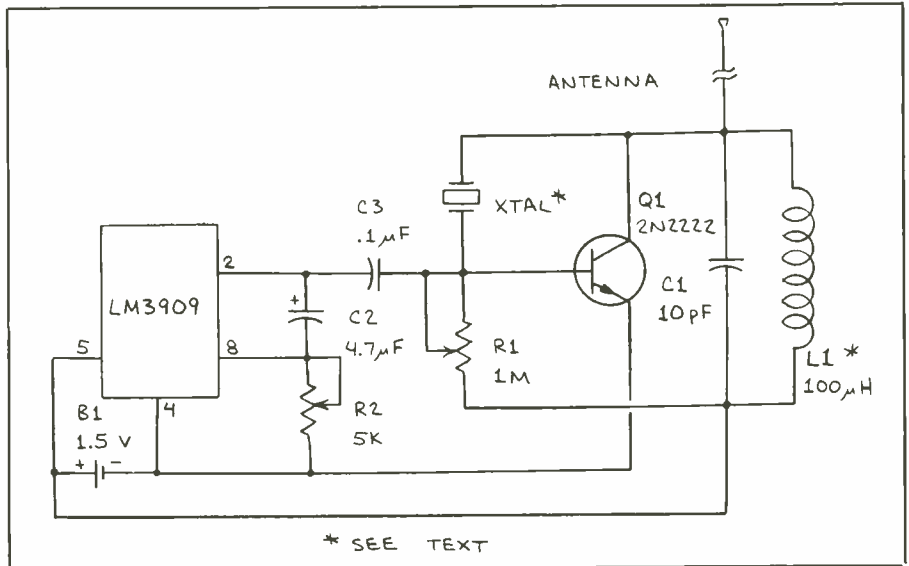 ANTENNA
XTAL*
Q1
2N2222
C3
.1µF
2
LM3909
+
C2
4.7µF
C1
10pF
5
8
R1
1M
L1 *
100µH
B1
1.5 V
4
R2
5K
+ -
* SEE TEXT